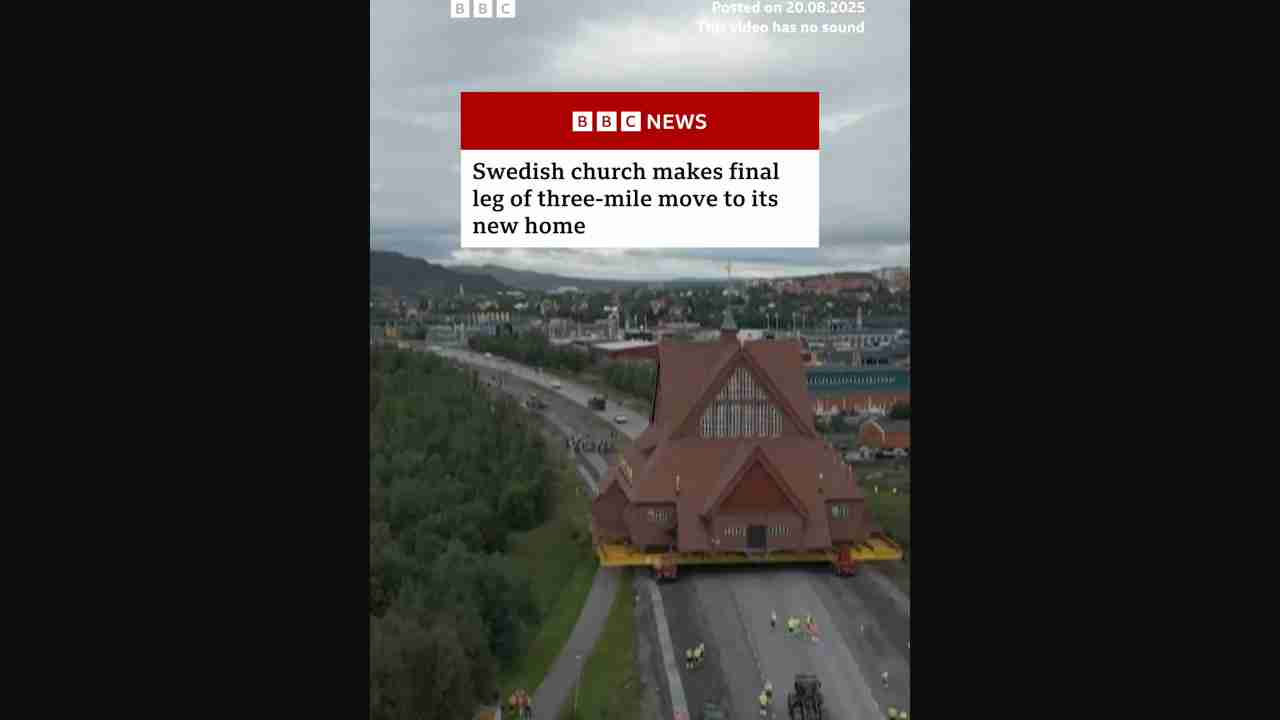 BBC
Posted on 20.08.2025
This video has no sound
BBC NEWS
Swedish church makes final
leg of three-mile move to its
new home